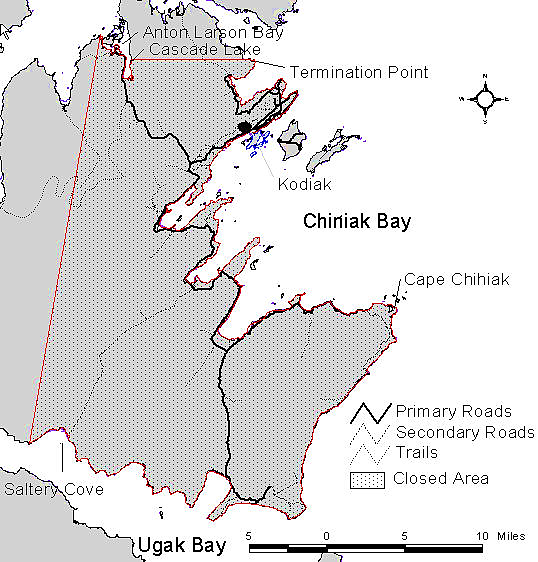 Anton Larson Bay
Cascade Lake
Termination Point
N
W E
S
Kodiak
Chiniak Bay
Cape Chihiak
Primary Roads
Secondary Roads
Trails
Closed Area
Saltery Cove
Ugak Bay
5 0 5 10 Miles